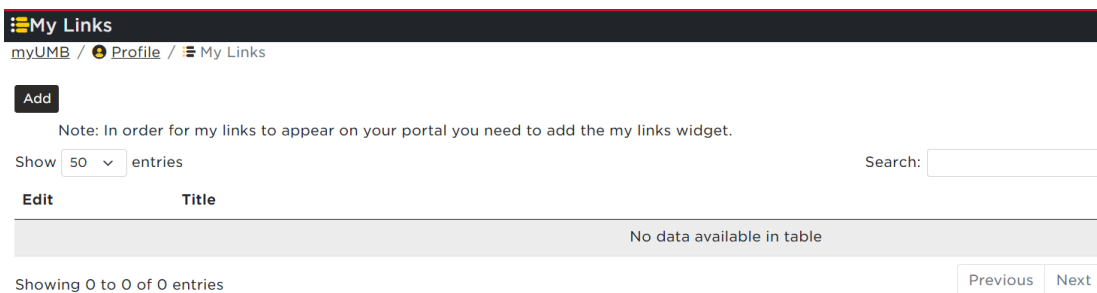 My Links
myUMB / Profile / My Links
Add
Note: In order for my links to appear on your portal you need to add the my links widget.
Show 50 entries Search:
Edit Title
No data available in table
Showing 0 to 0 of 0 entries Previous Next